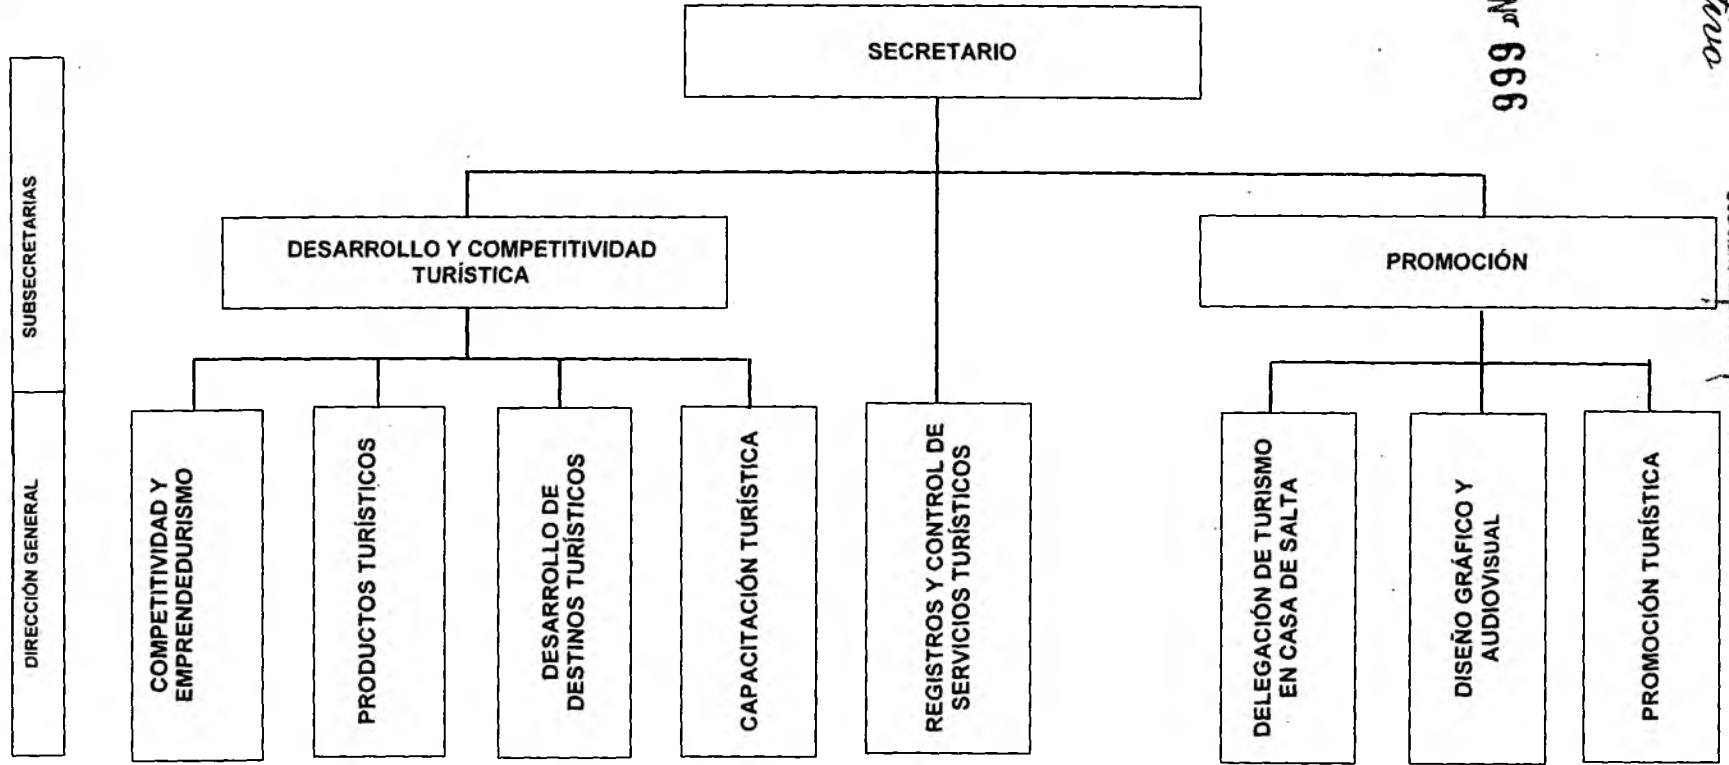 SECRETARIO
999
SUBSECRETARIAS
DESARROLLO Y COMPETITIVIDAD
TURÍSTICA
PROMOCIÓN
DIRECCIÓN GENERAL
COMPETITIVIDAD Y
EMPRENDEDURISMO
PRODUCTOS TURÍSTICOS
DESARROLLO DE
DESTINOS TURÍSTICOS
CAPACITACIÓN TURÍSTICA
REGISTROS Y CONTROL DE
SERVICIOS TURÍSTICOS
DELEGACIÓN DE TURISMO
EN CASA DE SALTA
DISEÑO GRÁFICO Y
AUDIOVISUAL
PROMOCIÓN TURÍSTICA